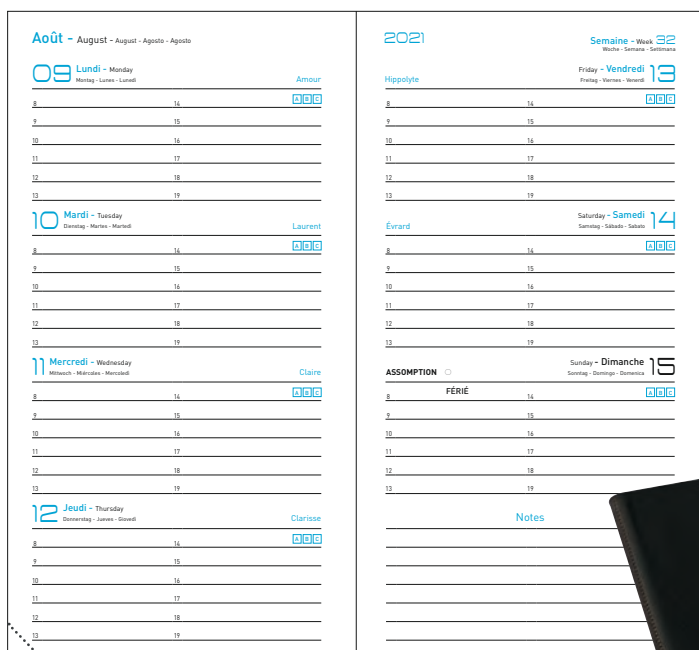 Août - August - August - Agosto - Agosto
09 Lundi - Monday
Montag - Lunes - Lunedì
Amour
8 14 A B C
9 15
10 16
11 17
12 18
13 19
10 Mardi - Tuesday
Dienstag - Martes - Martedì
Laurent
8 14 A B C
9 15
10 16
11 17
12 18
13 19
11 Mercredi - Wednesday
Mittwoch - Miércoles - Mercoledì
Claire
8 14 A B C
9 15
10 16
11 17
12 18
13 19
12 Jeudi - Thursday
Donnerstag - Jueves - Giovedì
Clarisse
8 14 A B C
9 15
10 16
11 17
12 18
13 19
2021
Semaine - Week 32
Woche - Semana - Settimana
Friday - Vendredi 13
Hippolyte
Freitag - Viernes - Venerdì
8 14 A B C
9 15
10 16
11 17
12 18
13 19
Saturday - Samedi 14
Évrard
Samstag - Sábado - Sabato
8 14 A B C
9 15
10 16
11 17
12 18
13 19
Sunday - Dimanche 15
ASSOMPTION
Sonntag - Domingo - Domenica
FÉRIÉ
8 14 A B C
9 15
10 16
11 17
12 18
13 19
Notes